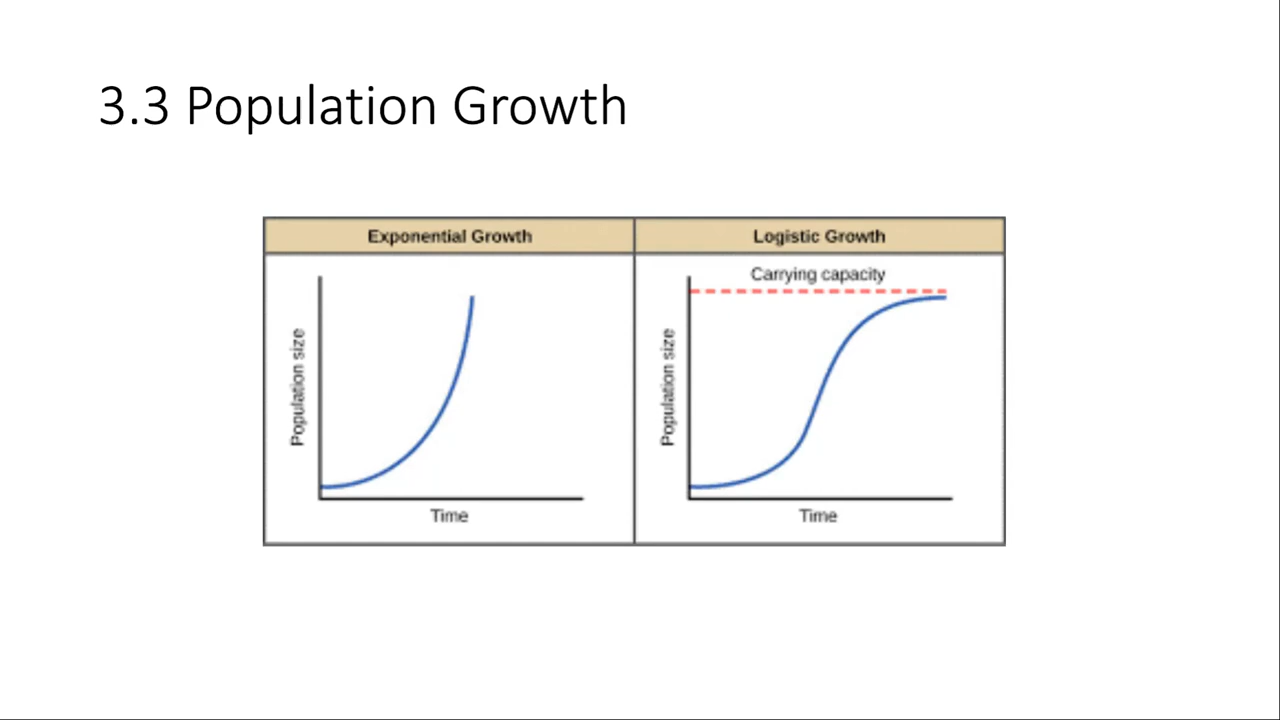 3.3 Population Growth
Exponential Growth
Population size
Time
Logistic Growth
Carrying capacity
Population size
Time